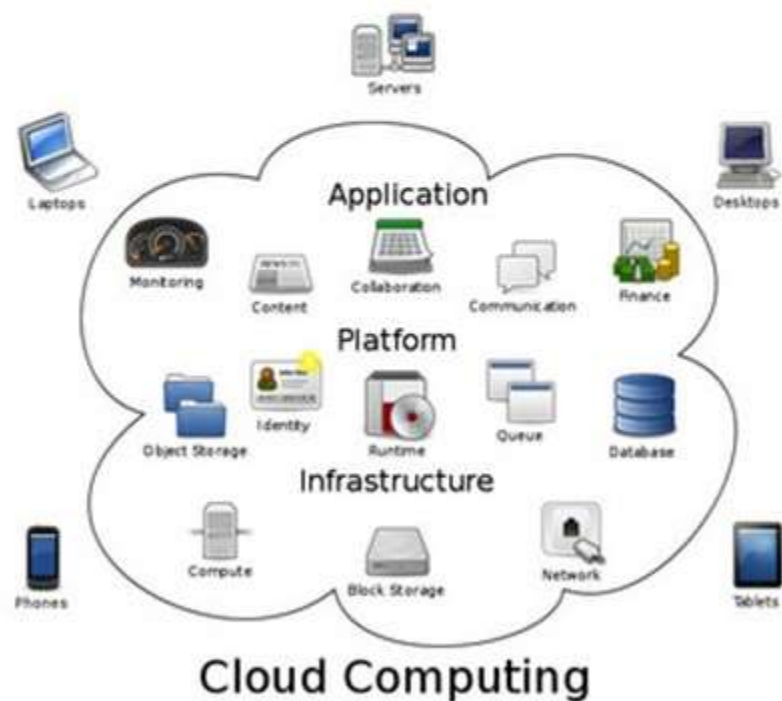 Servers
Laptops
Desktops
Application
Monitoring
Content
Collaboration
Communication
Finance
Platform
Object Storage
Identity
Runtime
Queue
Database
Infrastructure
Compute
Block Storage
Network
Phones
Tablets
Cloud Computing